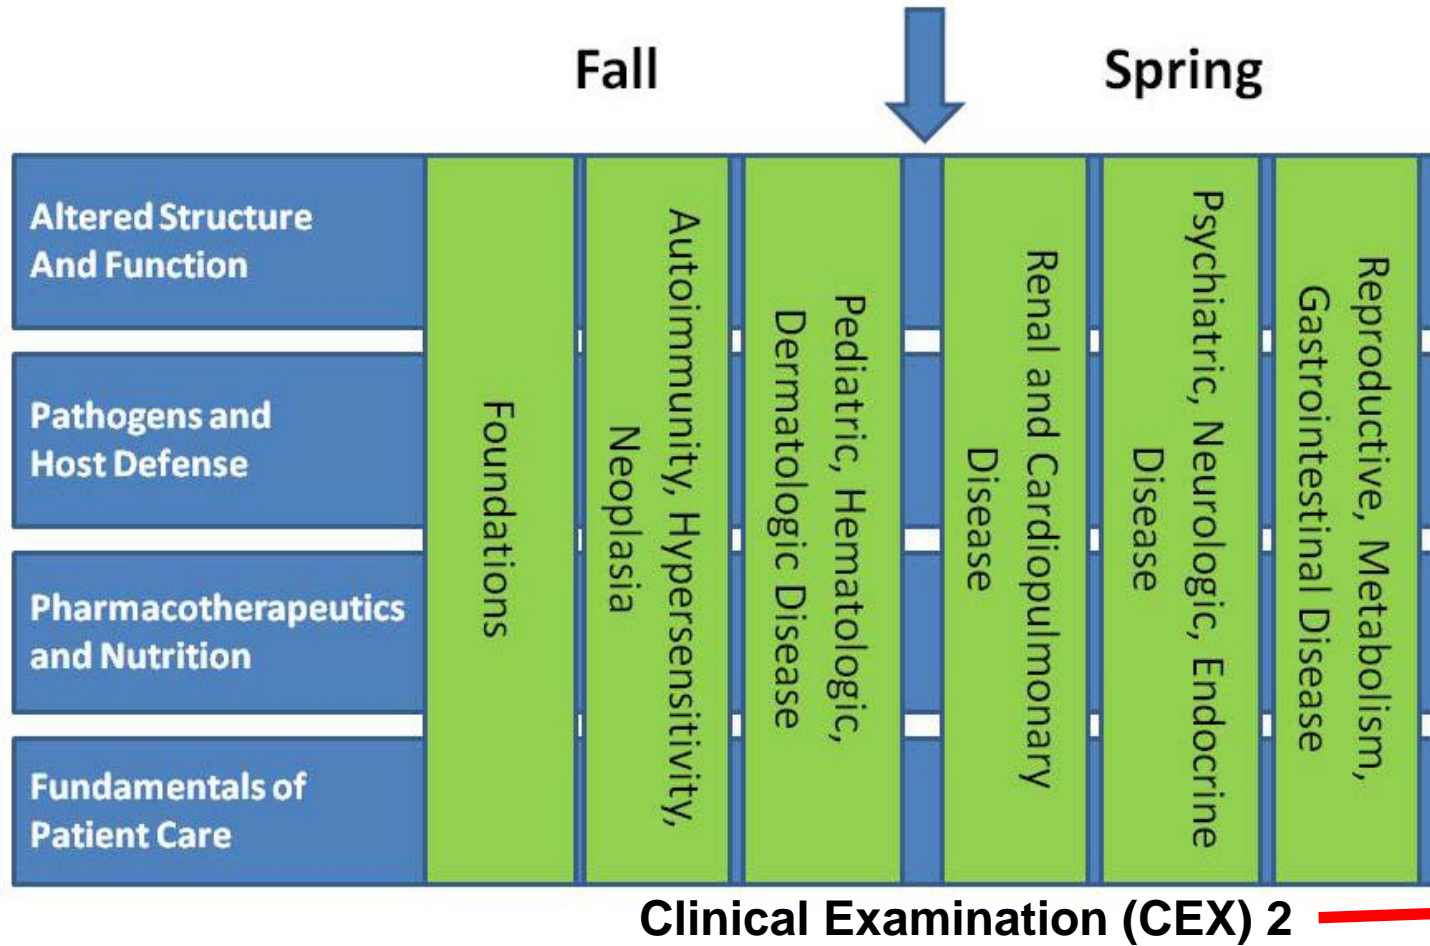 Fall
Spring
Altered Structure
And Function
Pathogens and
Host Defense
Pharmacotherapeutics
and Nutrition
Fundamentals of
Patient Care
Foundations
Autoimmunity, Hypersensitivity,
Neoplasia
Pediatric, Hematologic,
Dermatologic Disease
Renal and Cardiopulmonary
Disease
Psychiatric, Neurologic, Endocrine
Disease
Reproductive, Metabolism,
Gastrointestinal Disease
Clinical Examination (CEX) 2